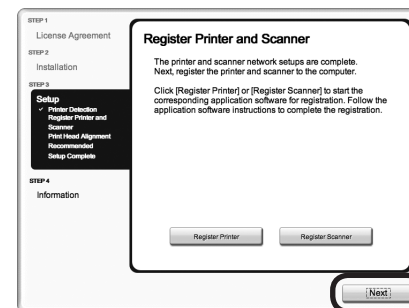 STEP 1
License Agreement
STEP 2
Installation
STEP 3
Setup
✓ Printer Detection
Register Printer and
Scanner
Print Head Alignment
Recommended
Setup Complete
STEP 4
Information
Register Printer and Scanner
The printer and scanner network setups are complete.
Next, register the printer and scanner to the computer.
Click [Register Printer] or [Register Scanner] to start the
corresponding application software for registration. Follow the
application software instructions to complete the registration.
Register Printer
Register Scanner
Next